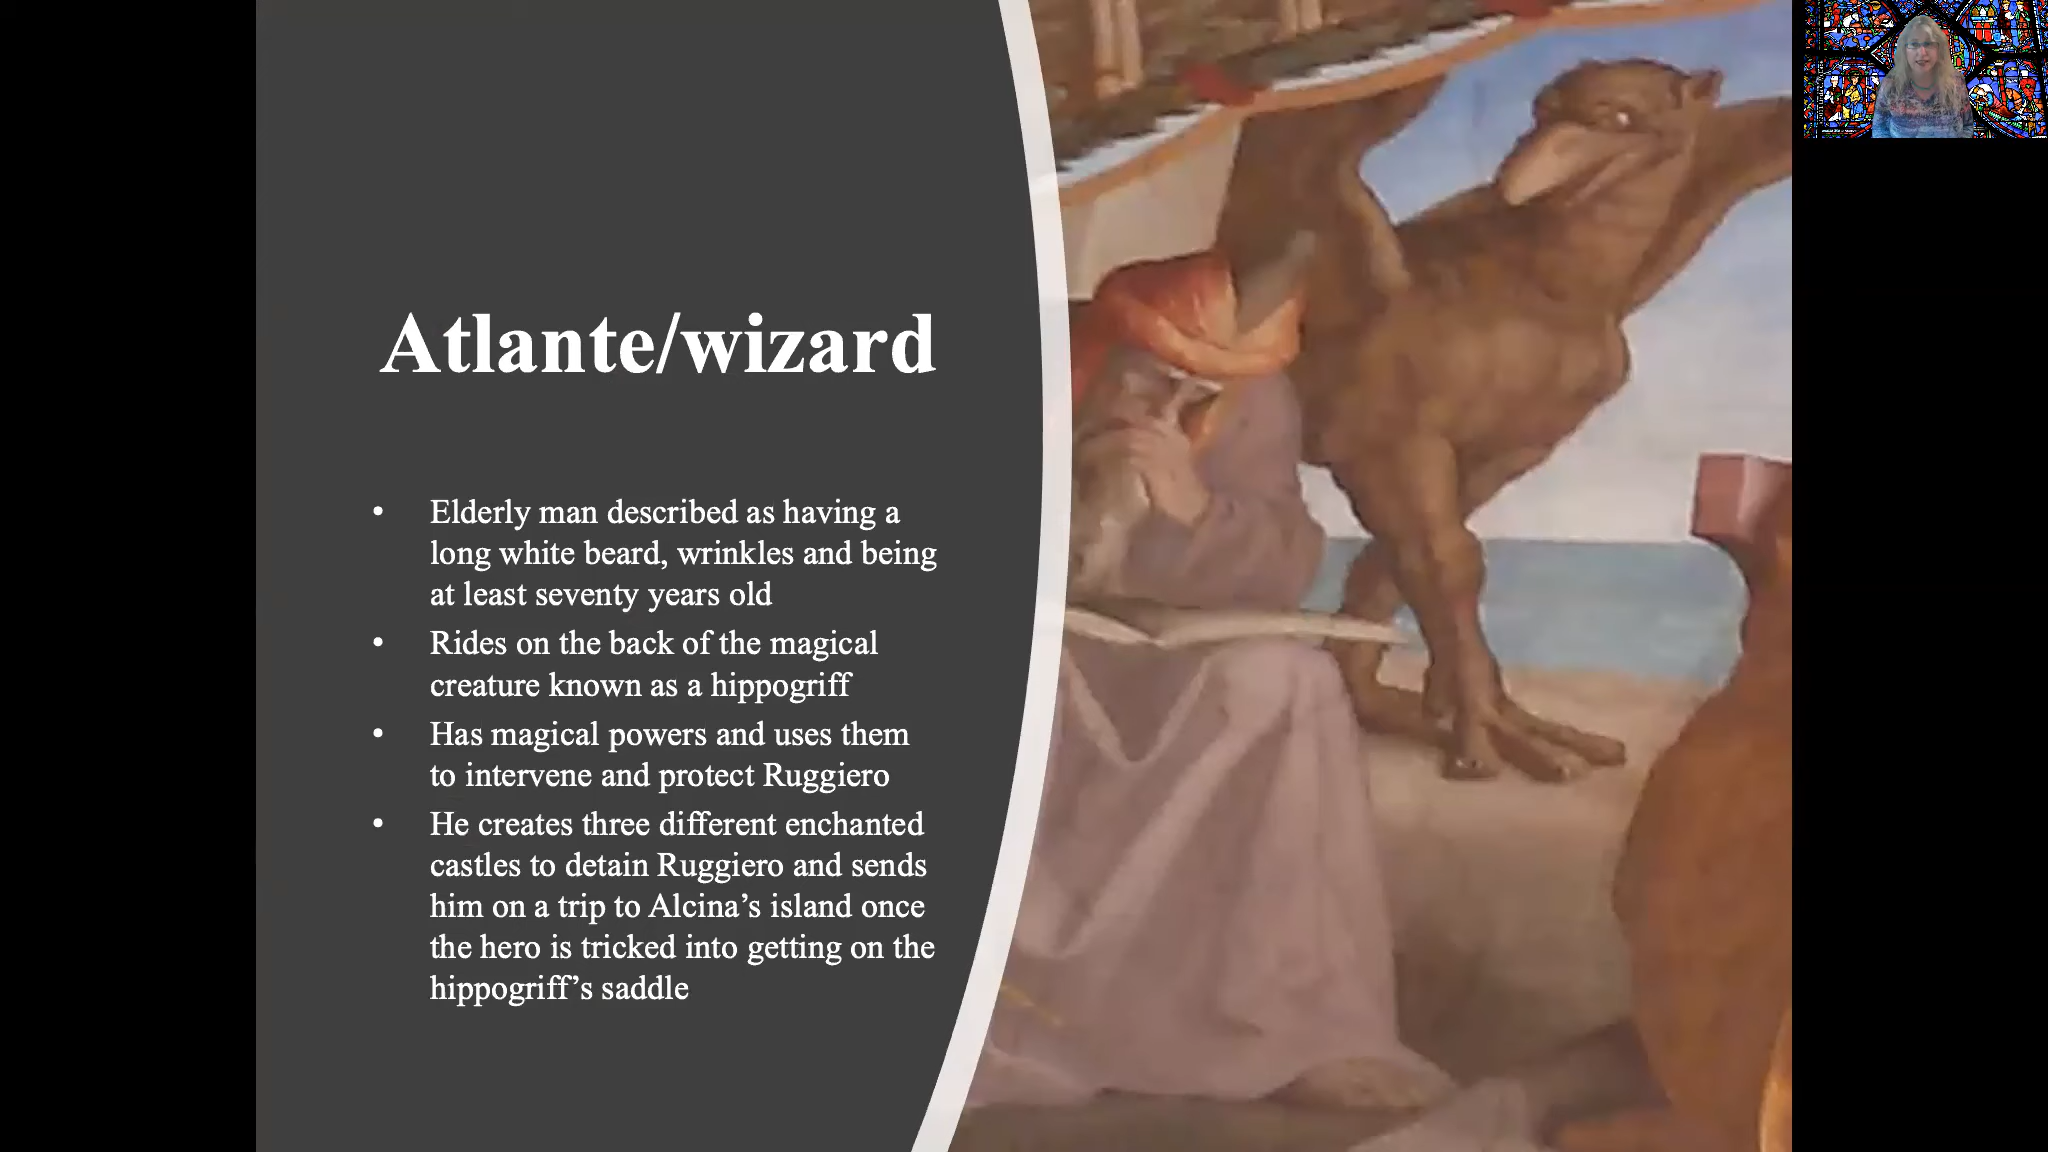 Atlante/wizard
• Elderly man described as having a
long white beard, wrinkles and being
at least seventy years old
• Rides on the back of the magical
creature known as a hippogriff
• Has magical powers and uses them
to intervene and protect Ruggiero
• He creates three different enchanted
castles to detain Ruggiero and sends
him on a trip to Alcina’s island once
the hero is tricked into getting on the
hippogriff’s saddle